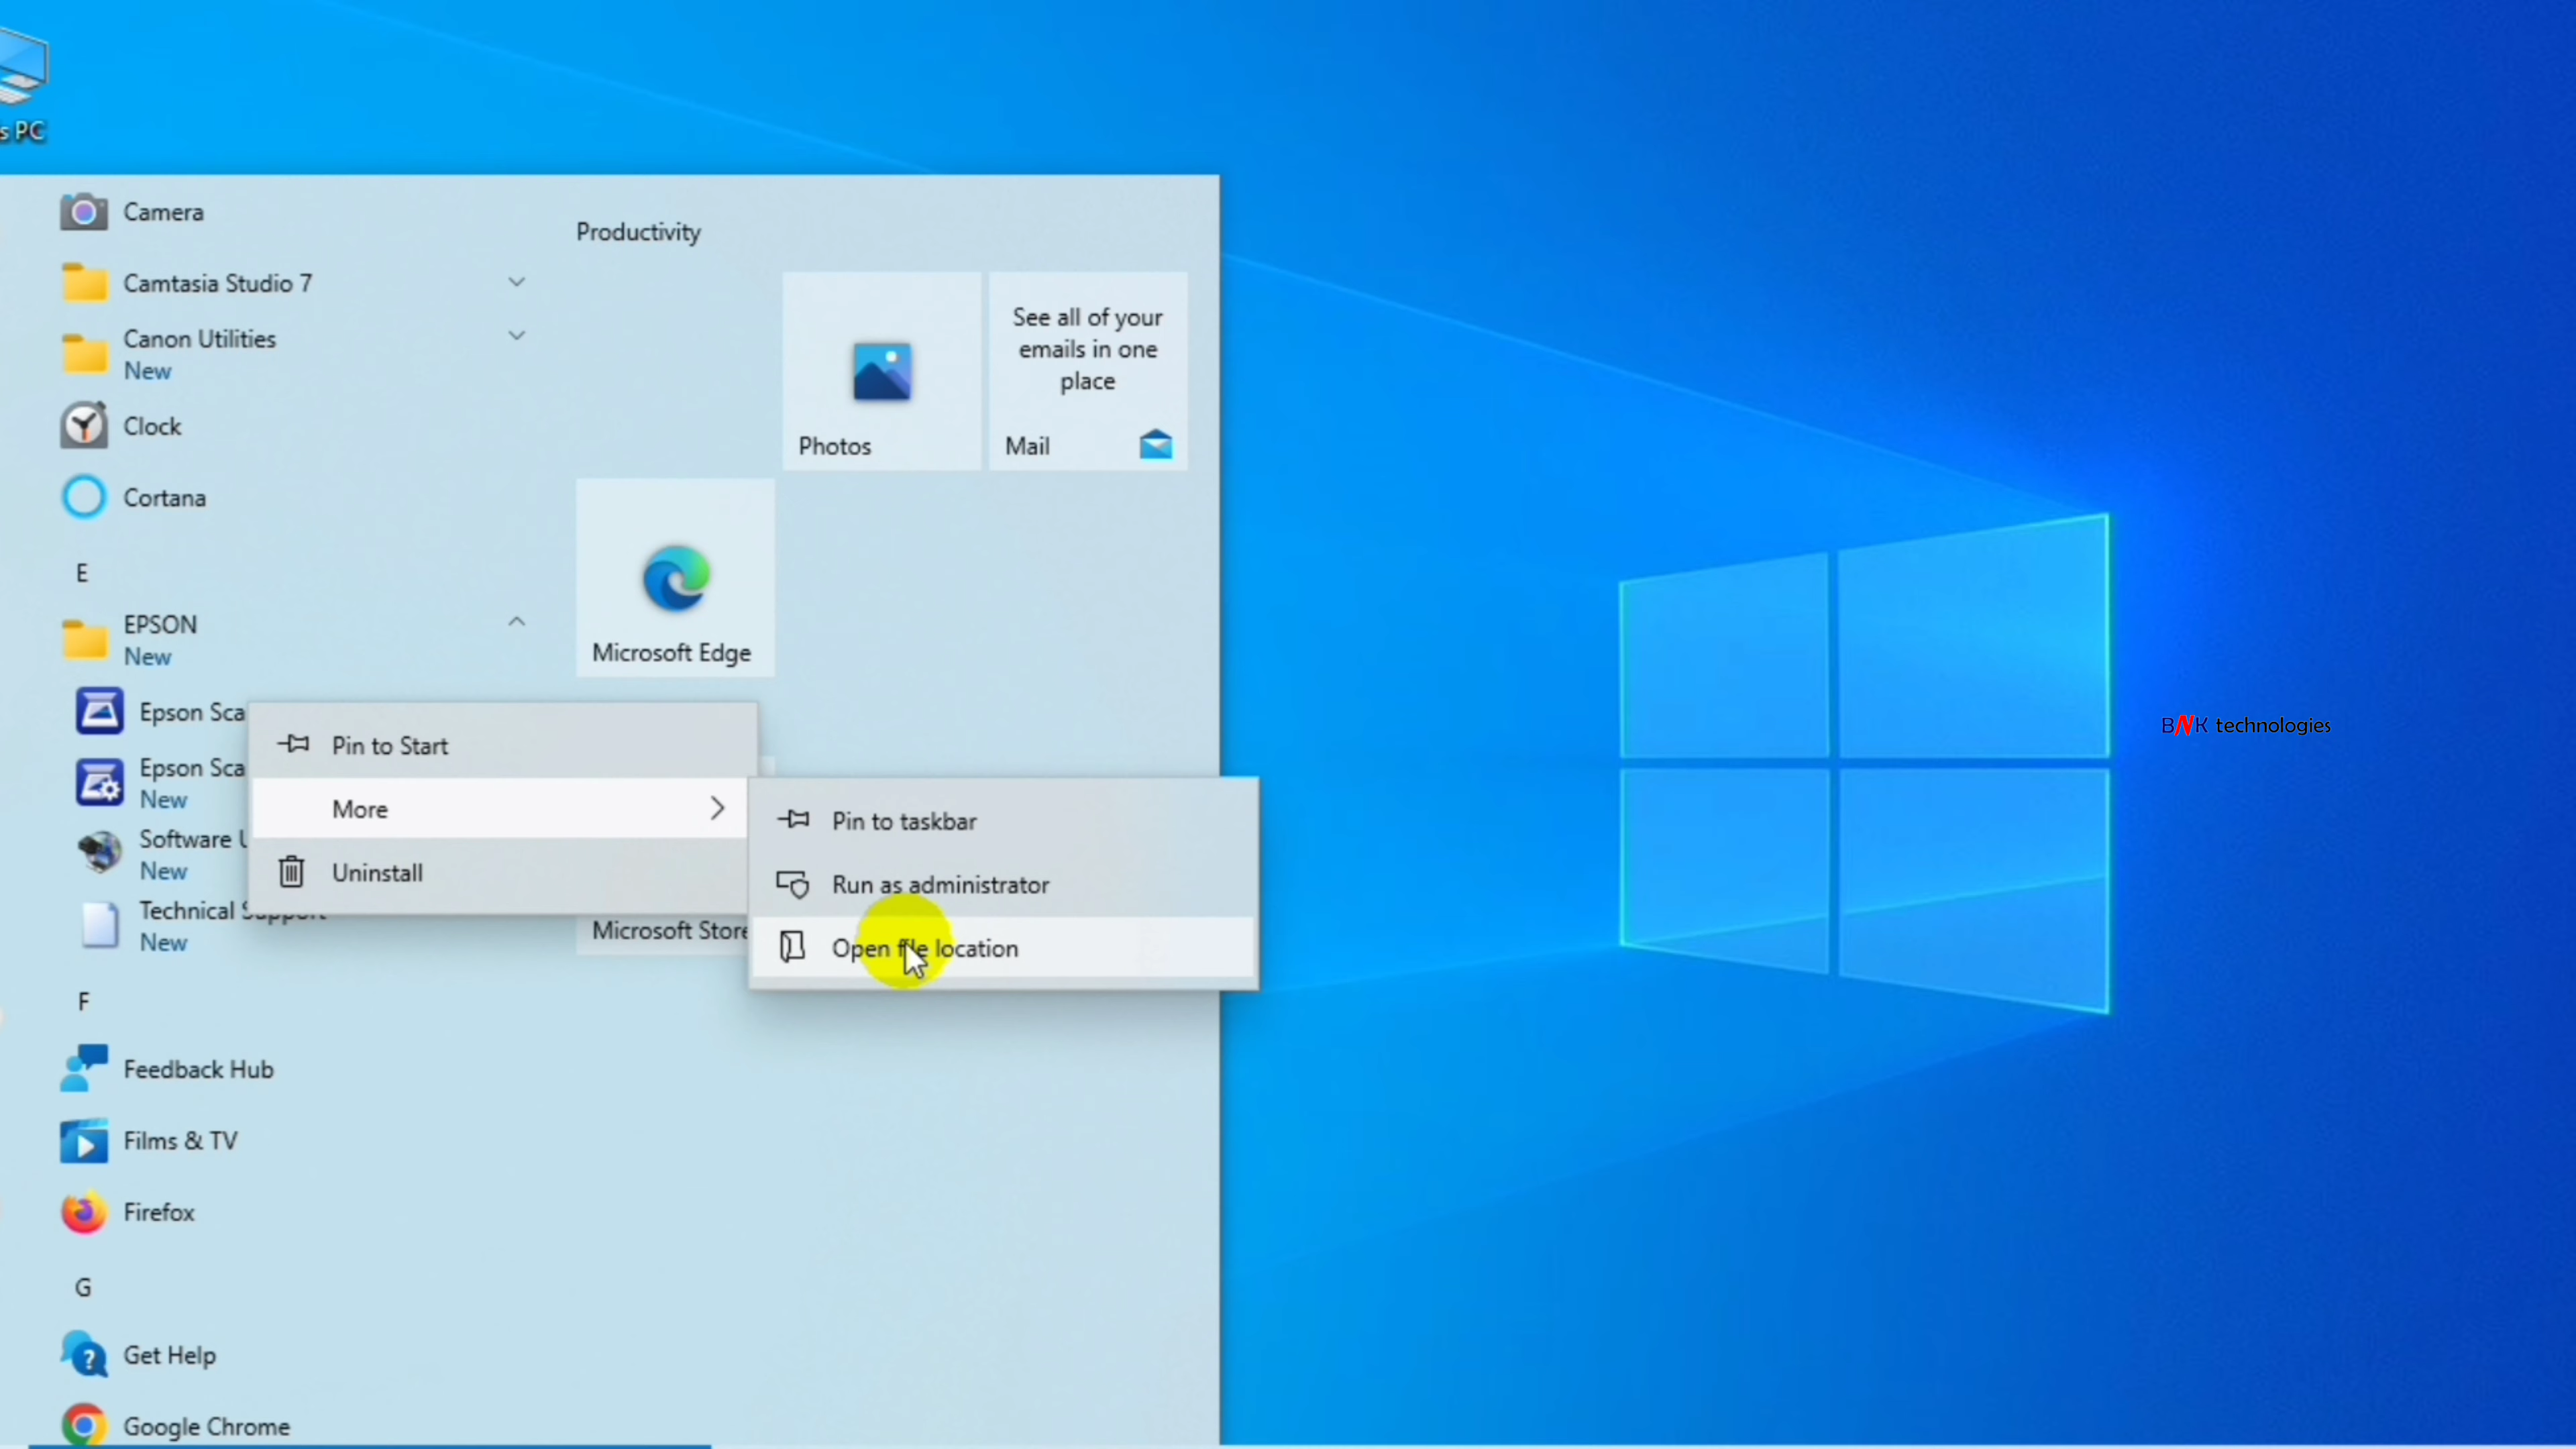 s PC
Camera
Camtasia Studio 7
Canon Utilities
New
Clock
Cortana
E
EPSON
New
Epson Sca
Epson Sca
New
Software U
New
Technical Support
New
F
Feedback Hub
Films & TV
Firefox
G
Get Help
Google Chrome
Productivity
Photos
See all of your
emails in one
place
Mail
Microsoft Edge
Microsoft Store
Pin to Start
More
Uninstall
Pin to taskbar
Run as administrator
Open file location
BNK technologies